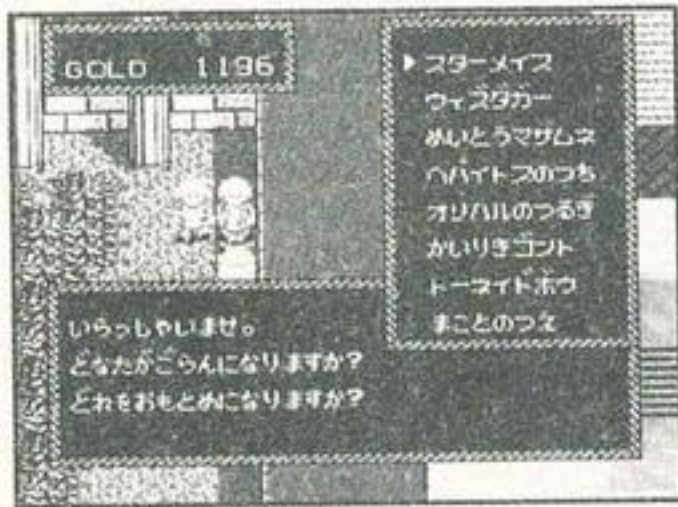 GOLD 1196
▶スターメイス
ウィスタカー
めいとうマサムネ
ヘパイトスのつち
オリハルのつるぎ
かいりきゴント
トーネイドボウ
まことのつえ
いらっしゃいませ。
どなたがごらんになりますか?
どれをおもとめになりますか?